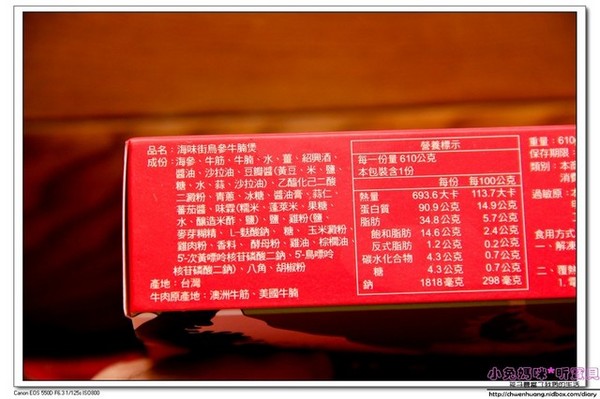 品名：海味街烏參牛腩煲
成份：海參、牛筋、牛腩、水、薑、紹興酒、
醬油、沙拉油、豆瓣醬(黃豆、米、鹽、
糖、水、蒜、沙拉油)、乙醯化己二酸
二澱粉、青蔥、冰糖、醬油膏、蒜仁、
蕃茄醬、味霖(糯米、蓬萊米、果糖、
水、釀造米酢、鹽)、鹽、雞粉(鹽、
麥芽糊精、L-麩酸鈉、糖、玉米澱粉、
雞肉粉、香料、酵母粉、雞油、棕櫚油、
5'-次黃嘌呤核苷磷酸二鈉、5'-鳥嘌呤
核苷磷酸二鈉)、八角、胡椒粉
產地：台灣
牛肉原產地：澳洲牛筋、美國牛腩
營養標示
每一份量 610公克
本包裝含1份
每份 每100公克
熱量 693.6大卡 113.7大卡
蛋白質 90.9公克 14.9公克
脂肪 34.8公克 5.7公克
飽和脂肪 14.6公克 2.4公克
反式脂肪 1.2公克 0.2公克
碳水化合物 4.3公克 0.7公克
糖 4.3公克 0.7公克
鈉 1818毫克 298毫克
重量：610
保存期限：
類別：本
消費
過敏原：本
食用方式
一、解凍
二、覆熱
1.
Canon EOS 550D F6.3 1/125s ISO800
小兔媽咪*听寶貝
http://chuenhuang.nidbox.com/diary